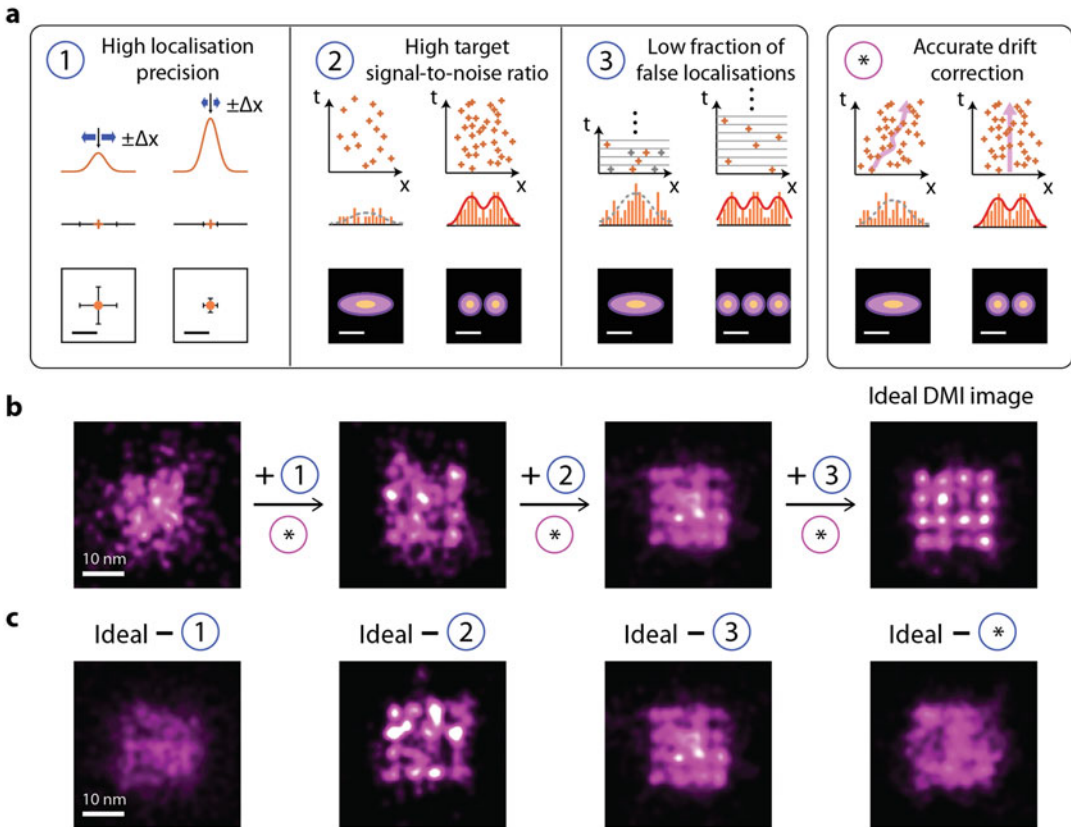 a
1
High localisation
precision
±Δx
±Δx
2
High target
signal-to-noise ratio
t
x
t
x
3
Low fraction of
false localisations
t
x
t
x
*
Accurate drift
correction
t
x
t
x
b
10 nm
+ 1
*
+ 2
*
+ 3
*
Ideal DMI image
c
Ideal – 1
Ideal – 2
Ideal – 3
Ideal – *
10 nm